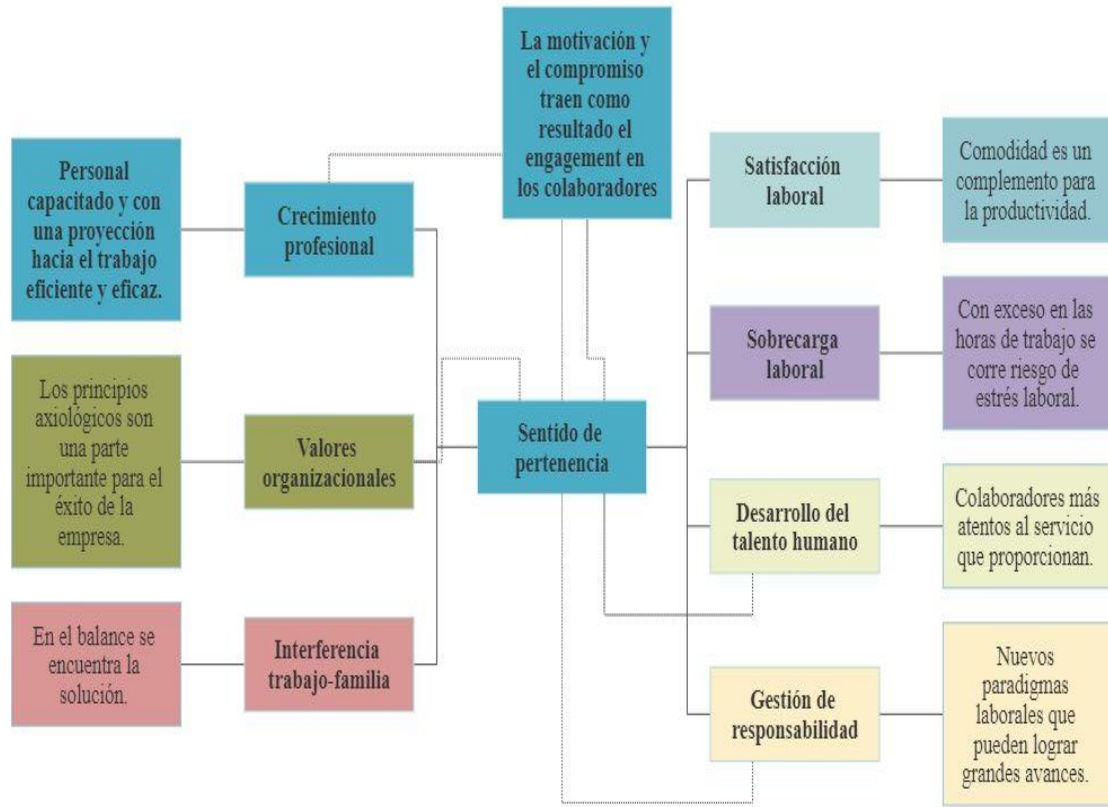 La motivación y
el compromiso
traen como
resultado el
engagement en
los colaboradores
Personal
capacitado y con
una proyección
hacia el trabajo
eficiente y eficaz.
Crecimiento
profesional
Satisfacción
laboral
Comodidad es un
complemento para
la productividad.
Sobrecarga
laboral
Con exceso en las
horas de trabajo se
corre riesgo de
estrés laboral.
Los principios
axiológicos son
una parte
importante para el
éxito de la
empresa.
Valores
organizacionales
Sentido de
pertenencia
Desarrollo del
talento humano
Colaboradores más
atentos al servicio
que proporcionan.
En el balance se
encuentra la
solución.
Interferencia
trabajo-familia
Gestión de
responsabilidad
Nuevos
paradigmas
laborales que
pueden lograr
grandes avances.